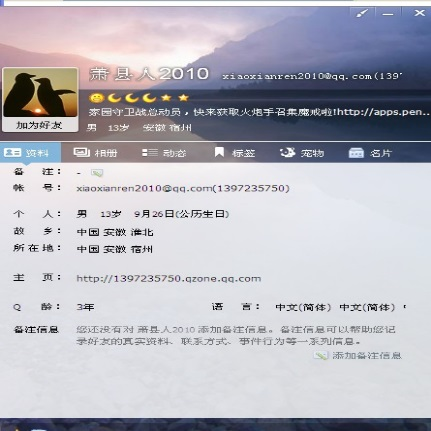 萧县人2010 xiaoxianren2010@qq.com(1397
家园守卫战总动员，快来获取火炮手召集魔戒啦!http://apps.pen...
加为好友
男 13岁 安徽 宿州
资料 相册 动态 标签 宠物 名片
备 注： -
帐 号： xiaoxianren2010@qq.com(1397235750)
个 人： 男 13岁 9月26日(公历生日)
故 乡： 中国 安徽 淮北
所在地： 中国 安徽 宿州
主 页： http://1397235750.qzone.qq.com
Q 龄： 3年 语 言： 中文(简体) 中文(简体)
备注信息 您还没有对 萧县人2010 添加备注信息。备注信息可以帮助您记
录好友的真实资料、联系方式、事件行为等一系列信息。
添加备注信息